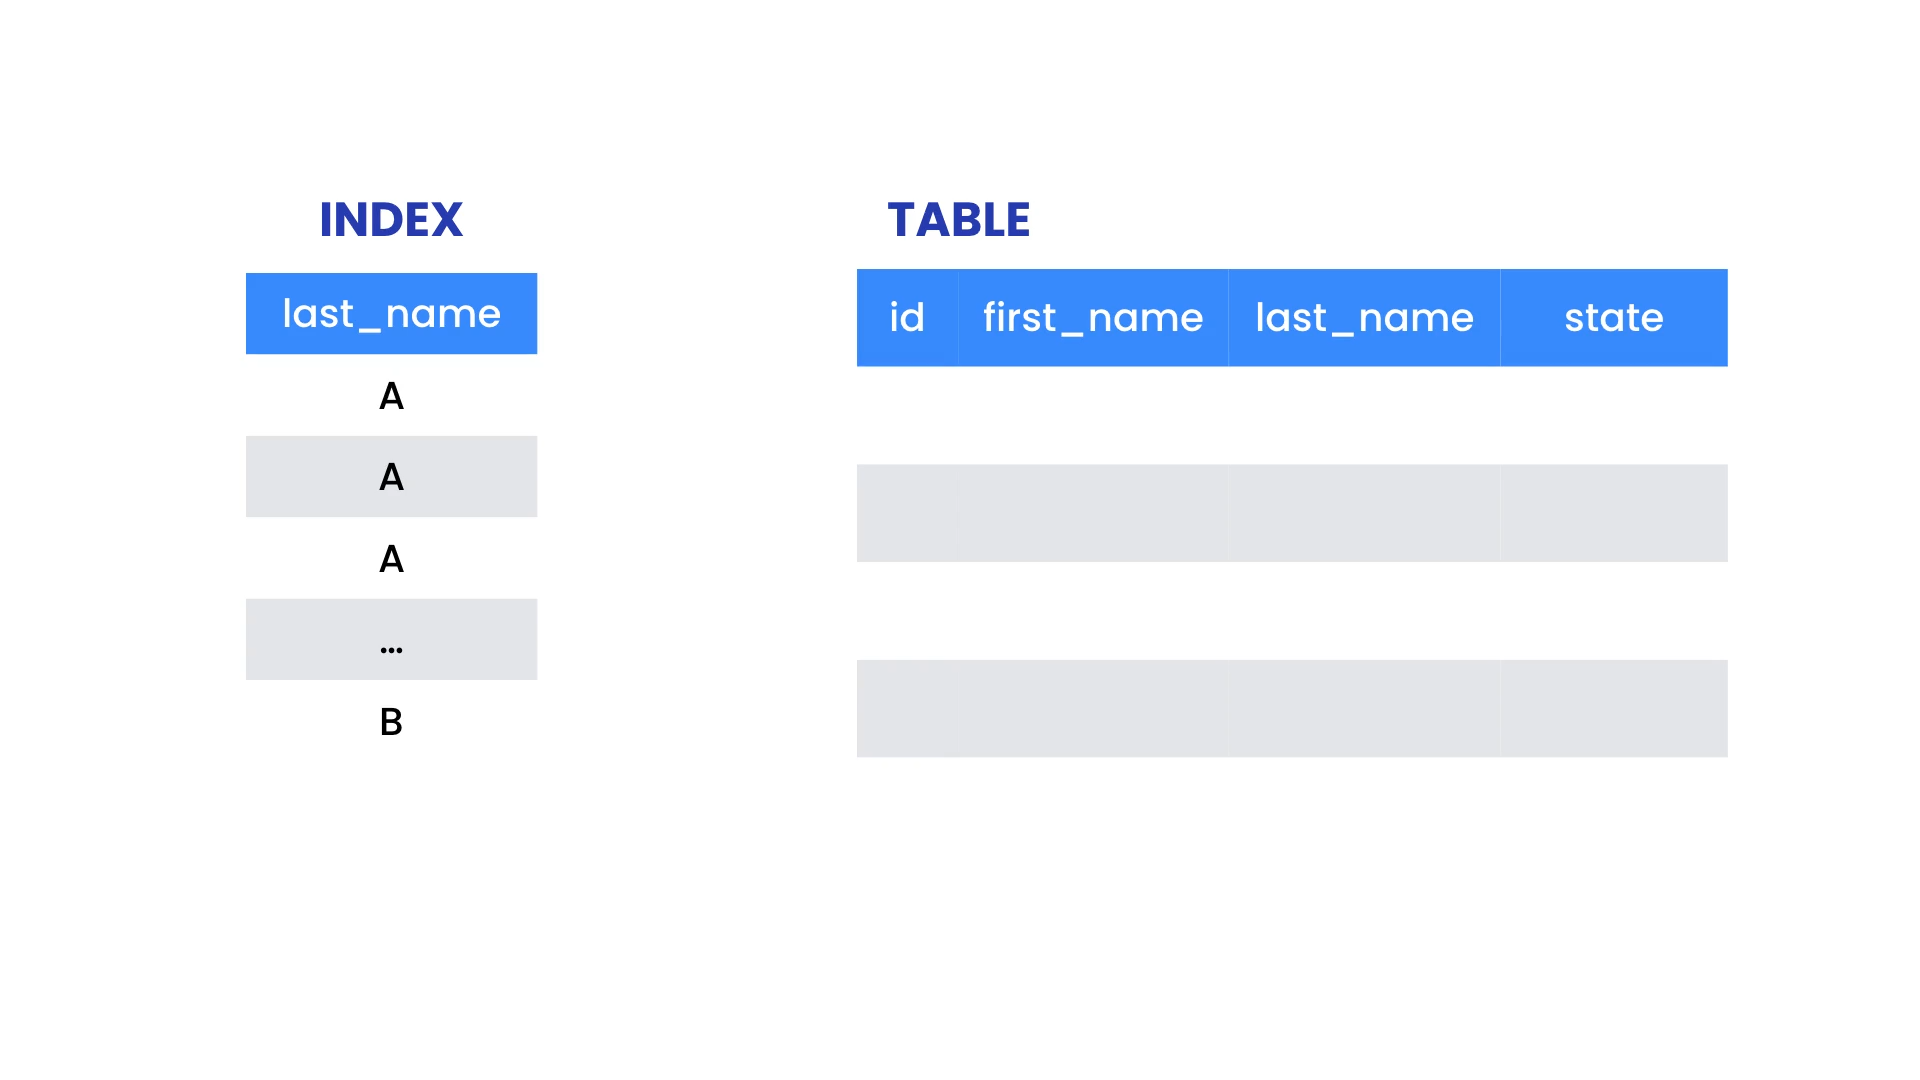 INDEX
last_name
A
A
A
...
B
TABLE
id first_name last_name state